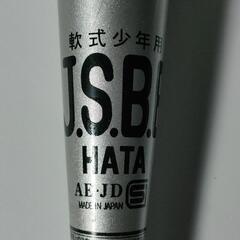 軟式少年用
J.S.B.B
HATA
AE·JD S
MADE IN JAPAN